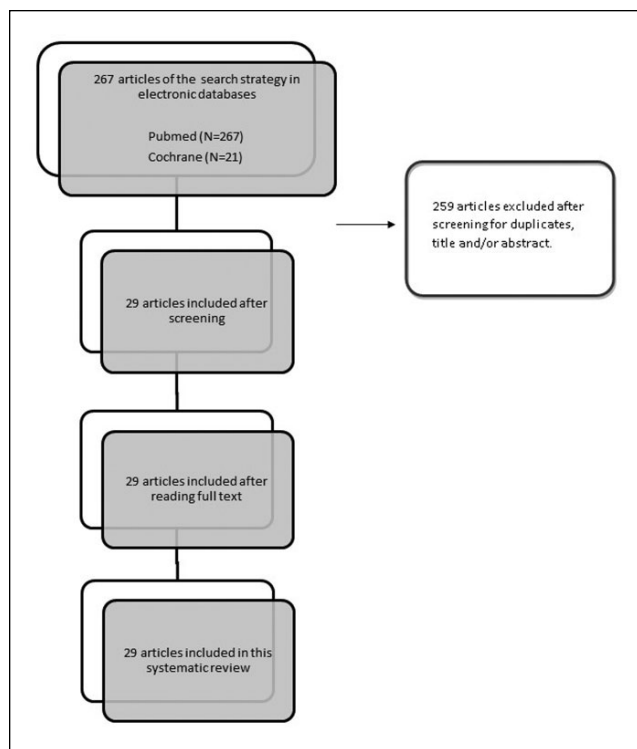 267 articles of the search strategy in
electronic databases
Pubmed (N=267)
Cochrane (N=21)
259 articles excluded after
screening for duplicates,
title and/or abstract.
29 articles included after
screening
29 articles included after
reading full text
29 articles included in this
systematic review